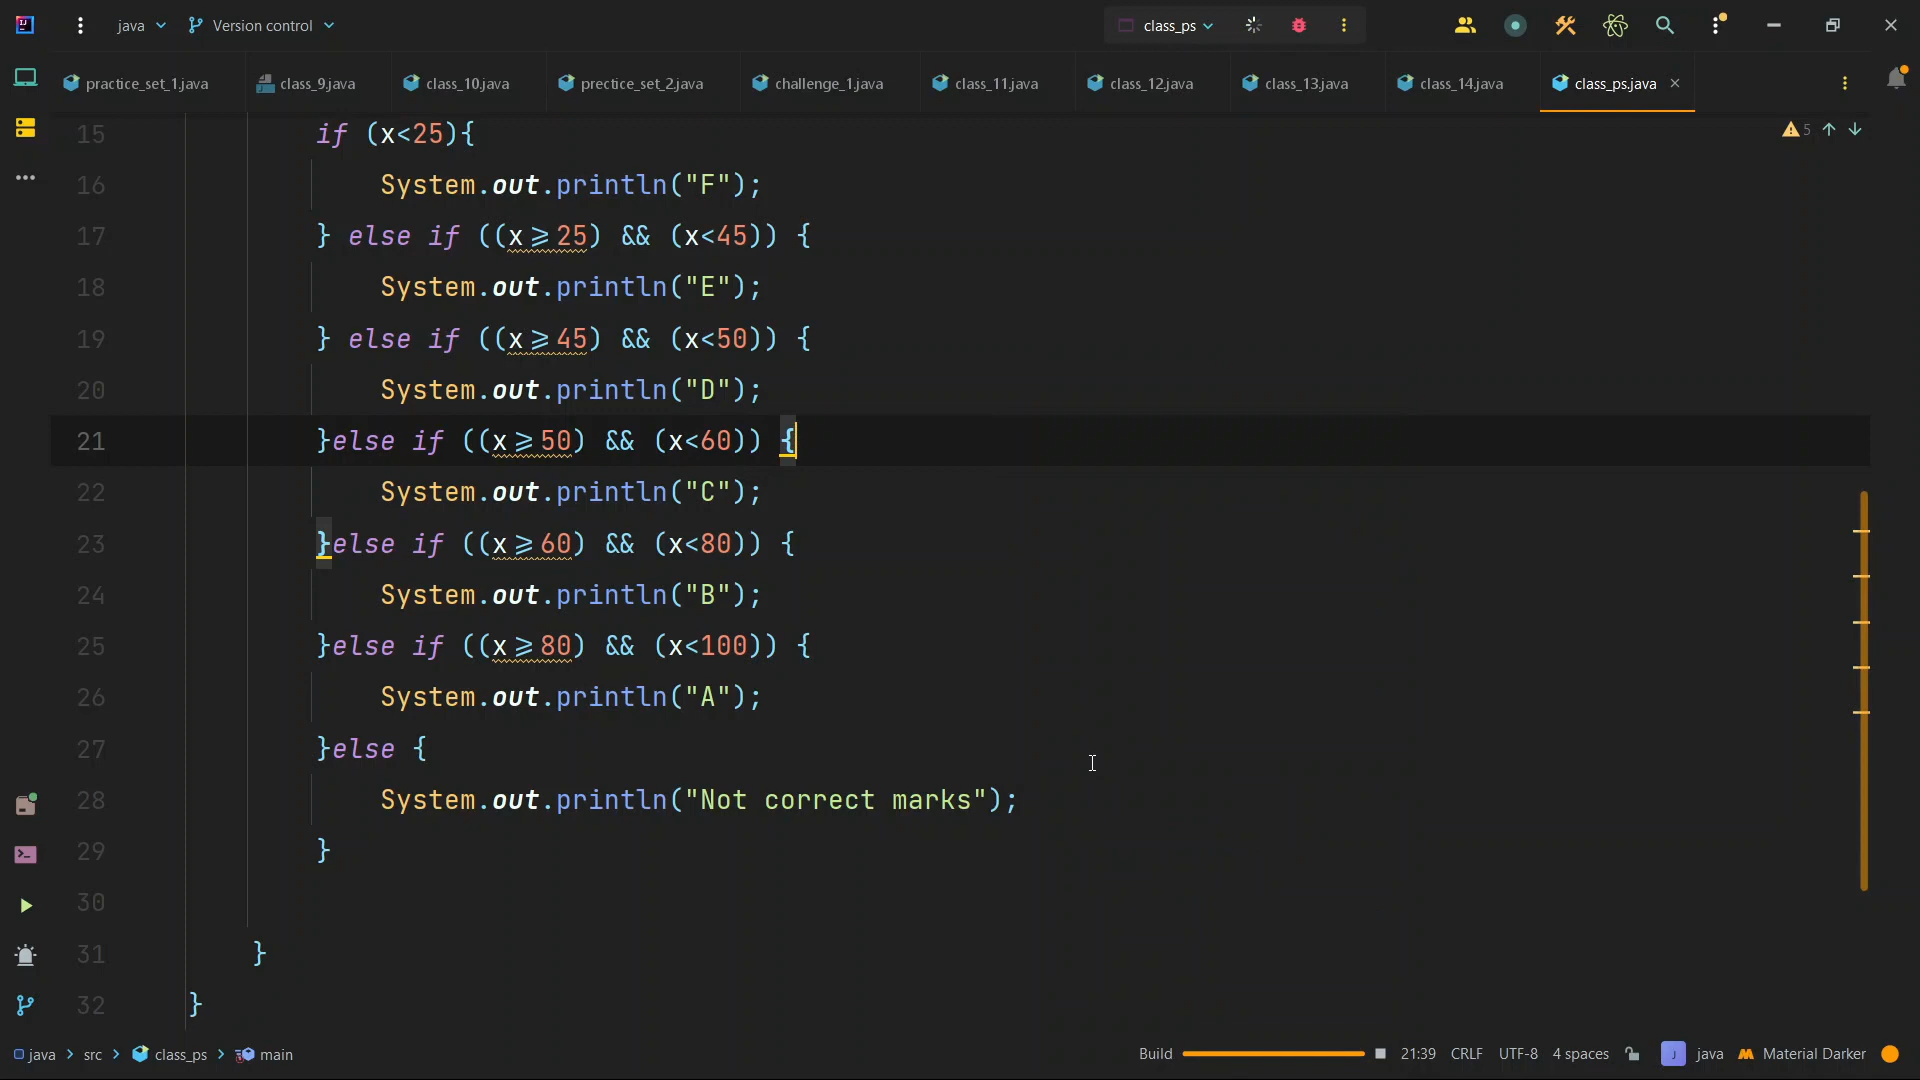 java Version control class_ps
practice_set_1.java class_9.java class_10.java prectice_set_2.java challenge_1.java class_11.java class_12.java class_13.java class_14.java class_ps.java
5
15 if (x<25){
16 System.out.println("F");
17 } else if ((x>=25) && (x<45)) {
18 System.out.println("E");
19 } else if ((x>=45) && (x<50)) {
20 System.out.println("D");
21 }else if ((x>=50) && (x<60)) {
22 System.out.println("C");
23 }else if ((x>=60) && (x<80)) {
24 System.out.println("B");
25 }else if ((x>=80) && (x<100)) {
26 System.out.println("A");
27 }else {
28 System.out.println("Not correct marks");
29 }
30
31 }
32 }
java > src > class_ps > main Build 21:39 CRLF UTF-8 4 spaces J java Material Darker